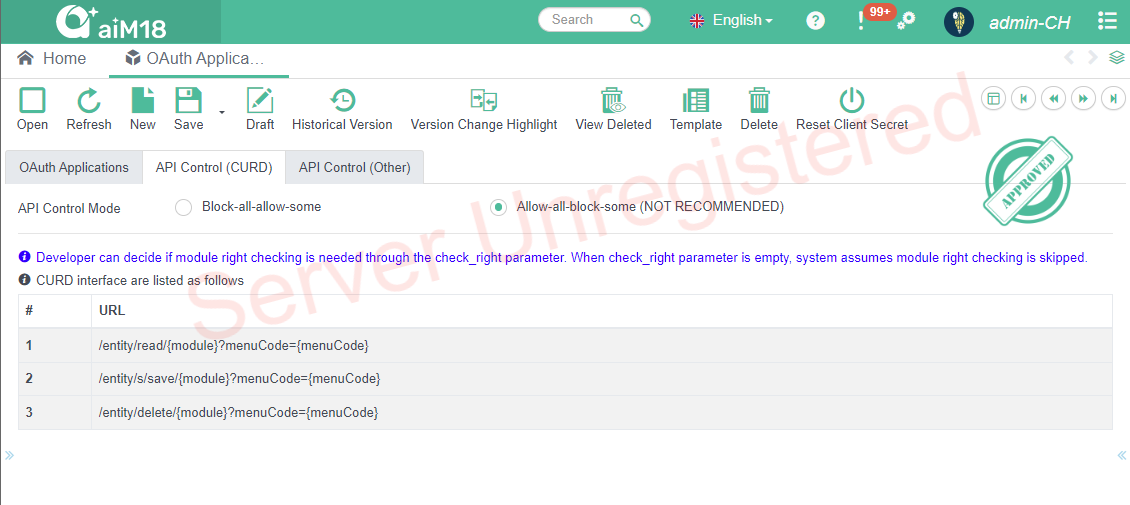 aiM18
Search
English
99+
admin-CH
Home
OAuth Applica...
Open
Refresh
New
Save
Draft
Historical Version
Version Change Highlight
View Deleted
Template
Delete
Reset Client Secret
OAuth Applications
API Control (CURD)
API Control (Other)
APPROVED
API Control Mode
Block-all-allow-some
Allow-all-block-some (NOT RECOMMENDED)
Server Unregistered
Developer can decide if module right checking is needed through the check_right parameter. When check_right parameter is empty, system assumes module right checking is skipped.
CURD interface are listed as follows
# URL
1 /entity/read/{module}?menuCode={menuCode}
2 /entity/s/save/{module}?menuCode={menuCode}
3 /entity/delete/{module}?menuCode={menuCode}